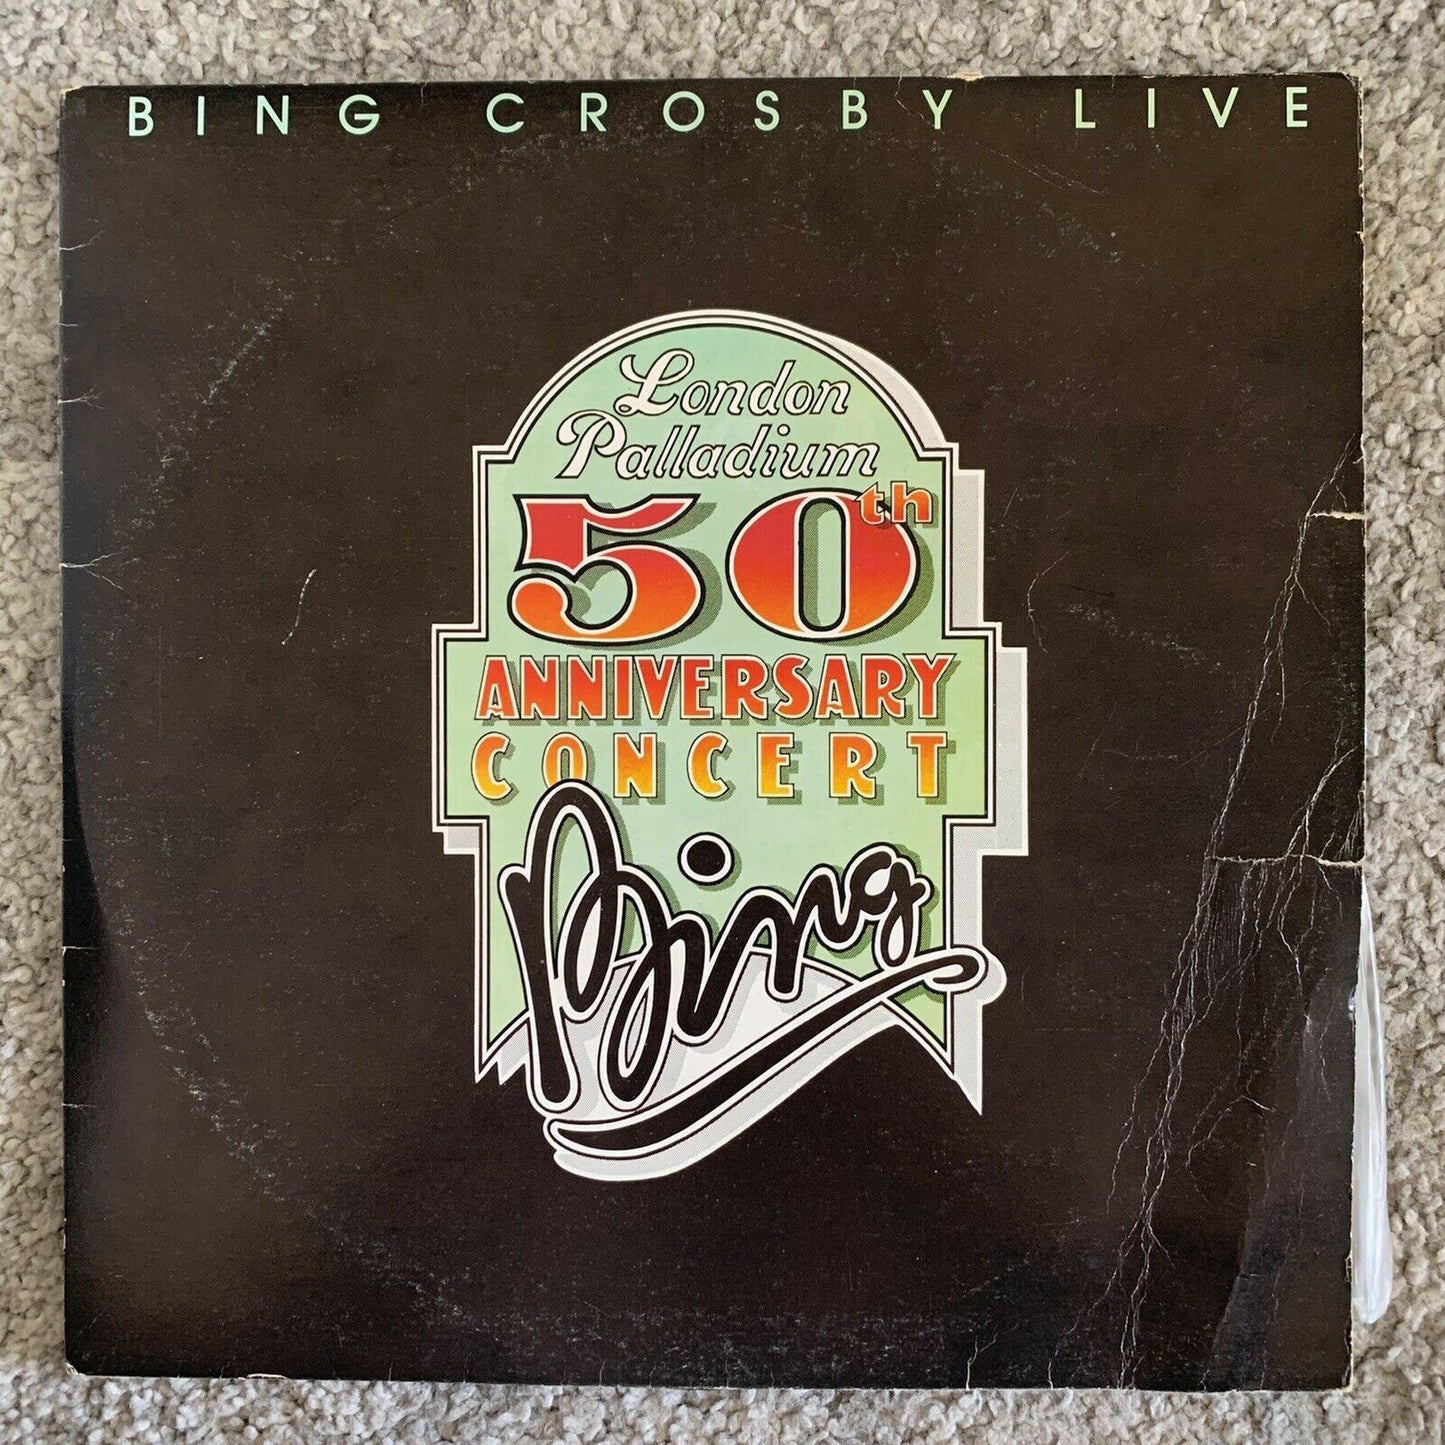 BING CROSBY LIVE
London
Palladium
50th
ANNIVERSARY
CONCERT
Bing